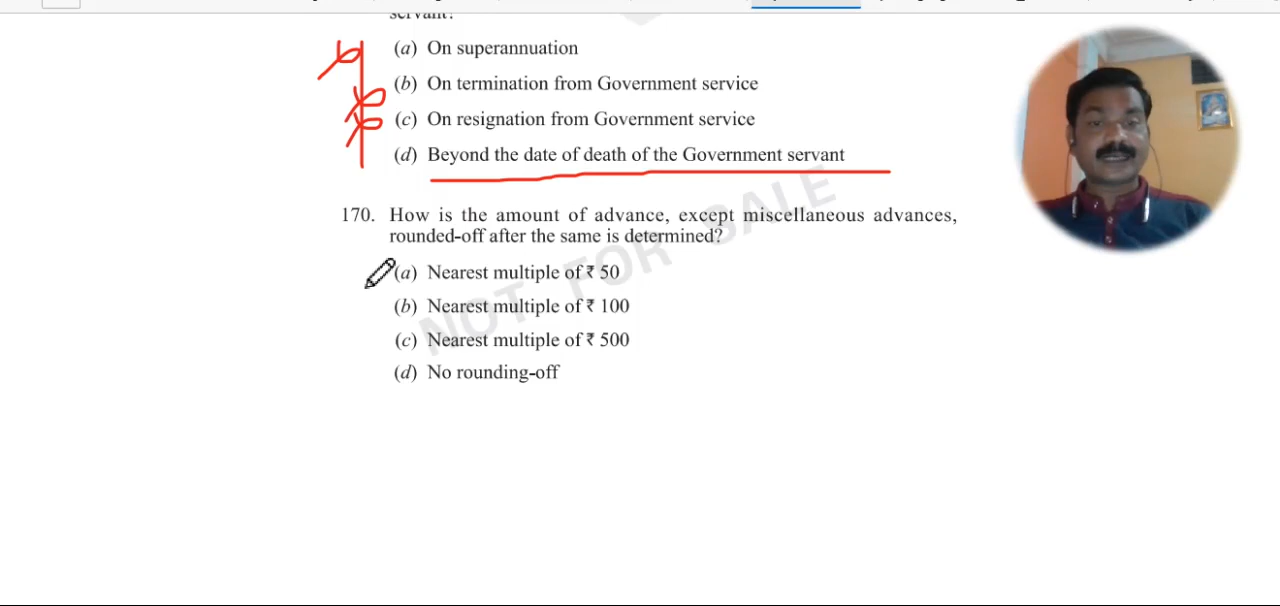 servant?
(a) On superannuation
(b) On termination from Government service
(c) On resignation from Government service
(d) Beyond the date of death of the Government servant
170. How is the amount of advance, except miscellaneous advances,
rounded-off after the same is determined?
(a) Nearest multiple of ₹ 50
(b) Nearest multiple of ₹ 100
(c) Nearest multiple of ₹ 500
(d) No rounding-off
NOT FOR SALE